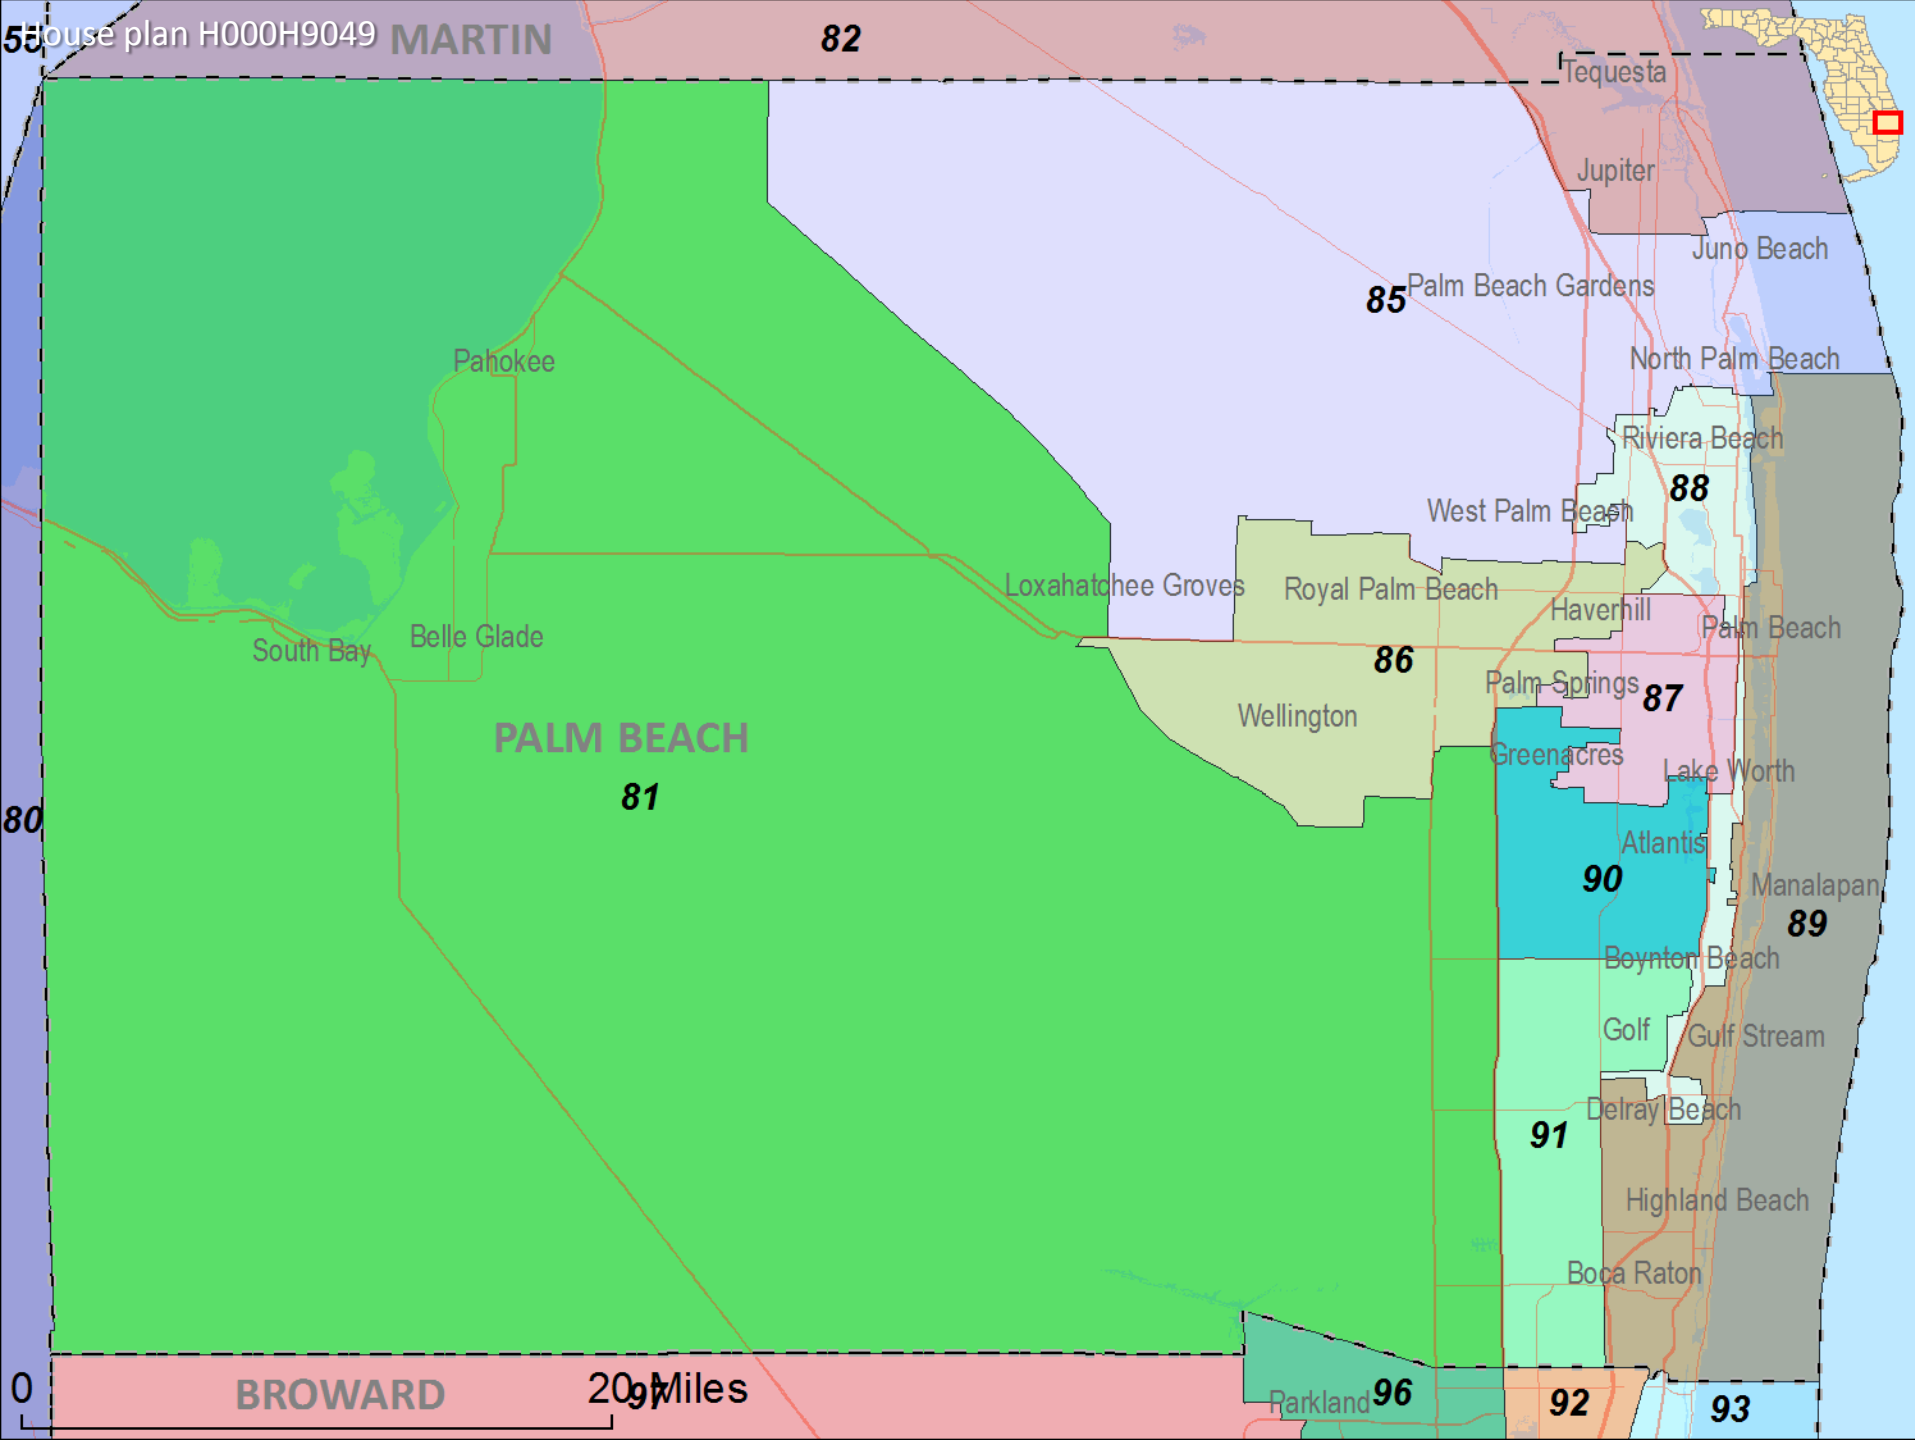 House plan H000H9049
55
MARTIN
82
Tequesta
Jupiter
Juno Beach
85
Palm Beach Gardens
North Palm Beach
Pahokee
Riviera Beach
88
West Palm Beach
Loxahatchee Groves
Royal Palm Beach
Haverhill
Palm Beach
South Bay
Belle Glade
86
Palm Springs
87
Wellington
PALM BEACH
Greenacres
Lake Worth
81
80
Atlantis
90
Manalapan
89
Boynton Beach
Golf
Gulf Stream
Delray Beach
91
Highland Beach
Boca Raton
0
20 Miles
97
BROWARD
Parkland
96
92
93